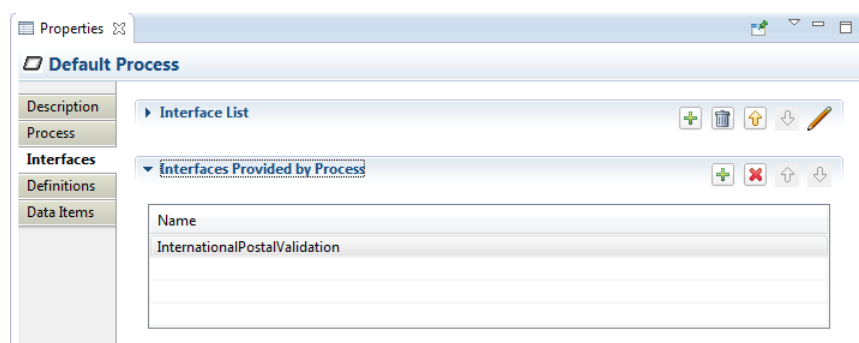 Properties
Default Process
Description
Process
Interfaces
Definitions
Data Items
Interface List
Interfaces Provided by Process
Name
InternationalPostalValidation